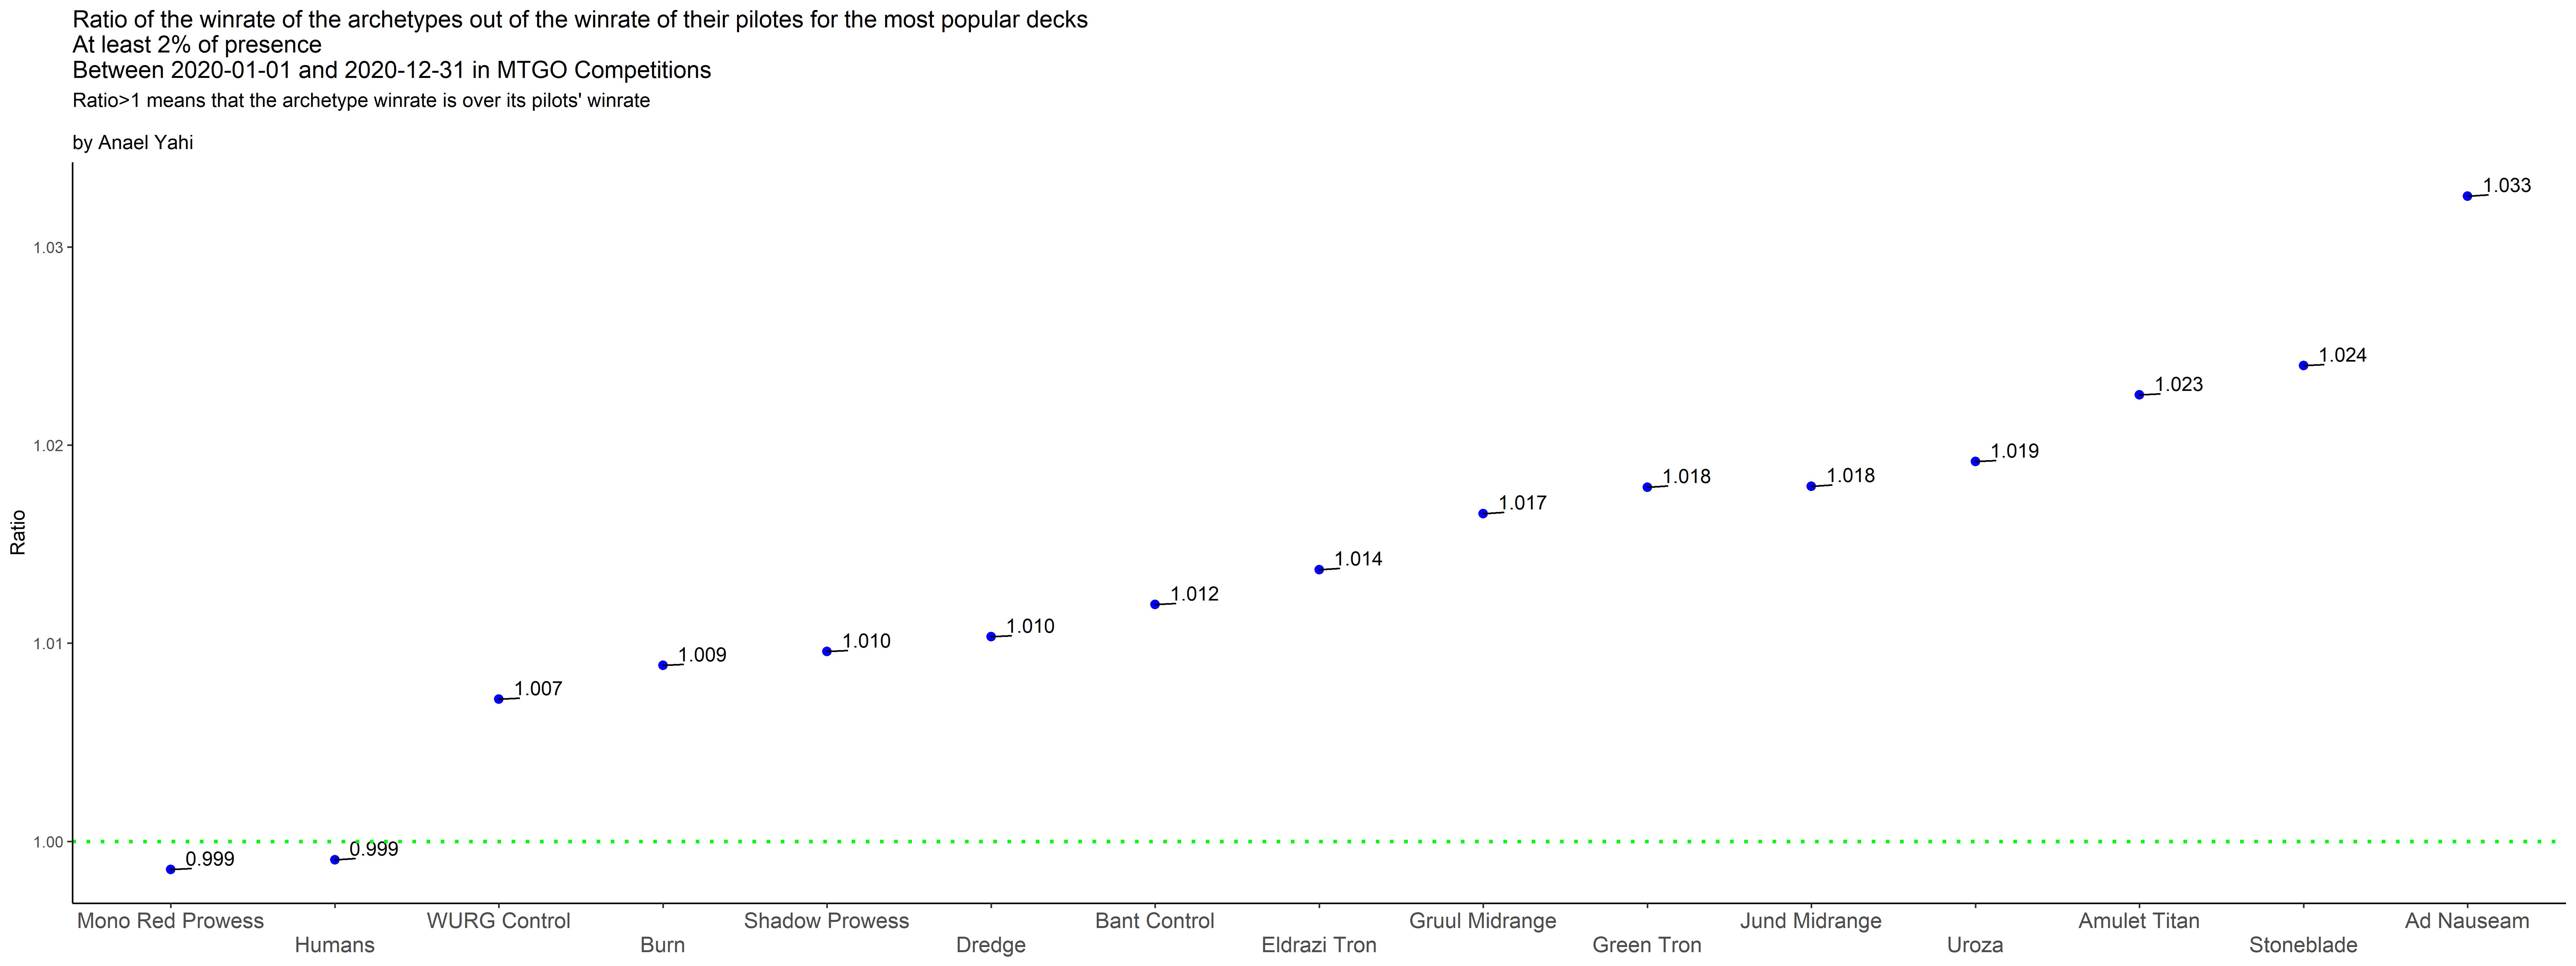 Ratio of the winrate of the archetypes out of the winrate of their pilotes for the most popular decks
At least 2% of presence
Between 2020-01-01 and 2020-12-31 in MTGO Competitions
Ratio>1 means that the archetype winrate is over its pilots' winrate
by Anael Yahi
Ratio
1.03
1.02
1.01
1.00
0.999
0.999
1.007
1.009
1.010
1.010
1.012
1.014
1.017
1.018
1.018
1.019
1.023
1.024
1.033
Mono Red Prowess
Humans
WURG Control
Burn
Shadow Prowess
Dredge
Bant Control
Eldrazi Tron
Gruul Midrange
Green Tron
Jund Midrange
Uroza
Amulet Titan
Stoneblade
Ad Nauseam